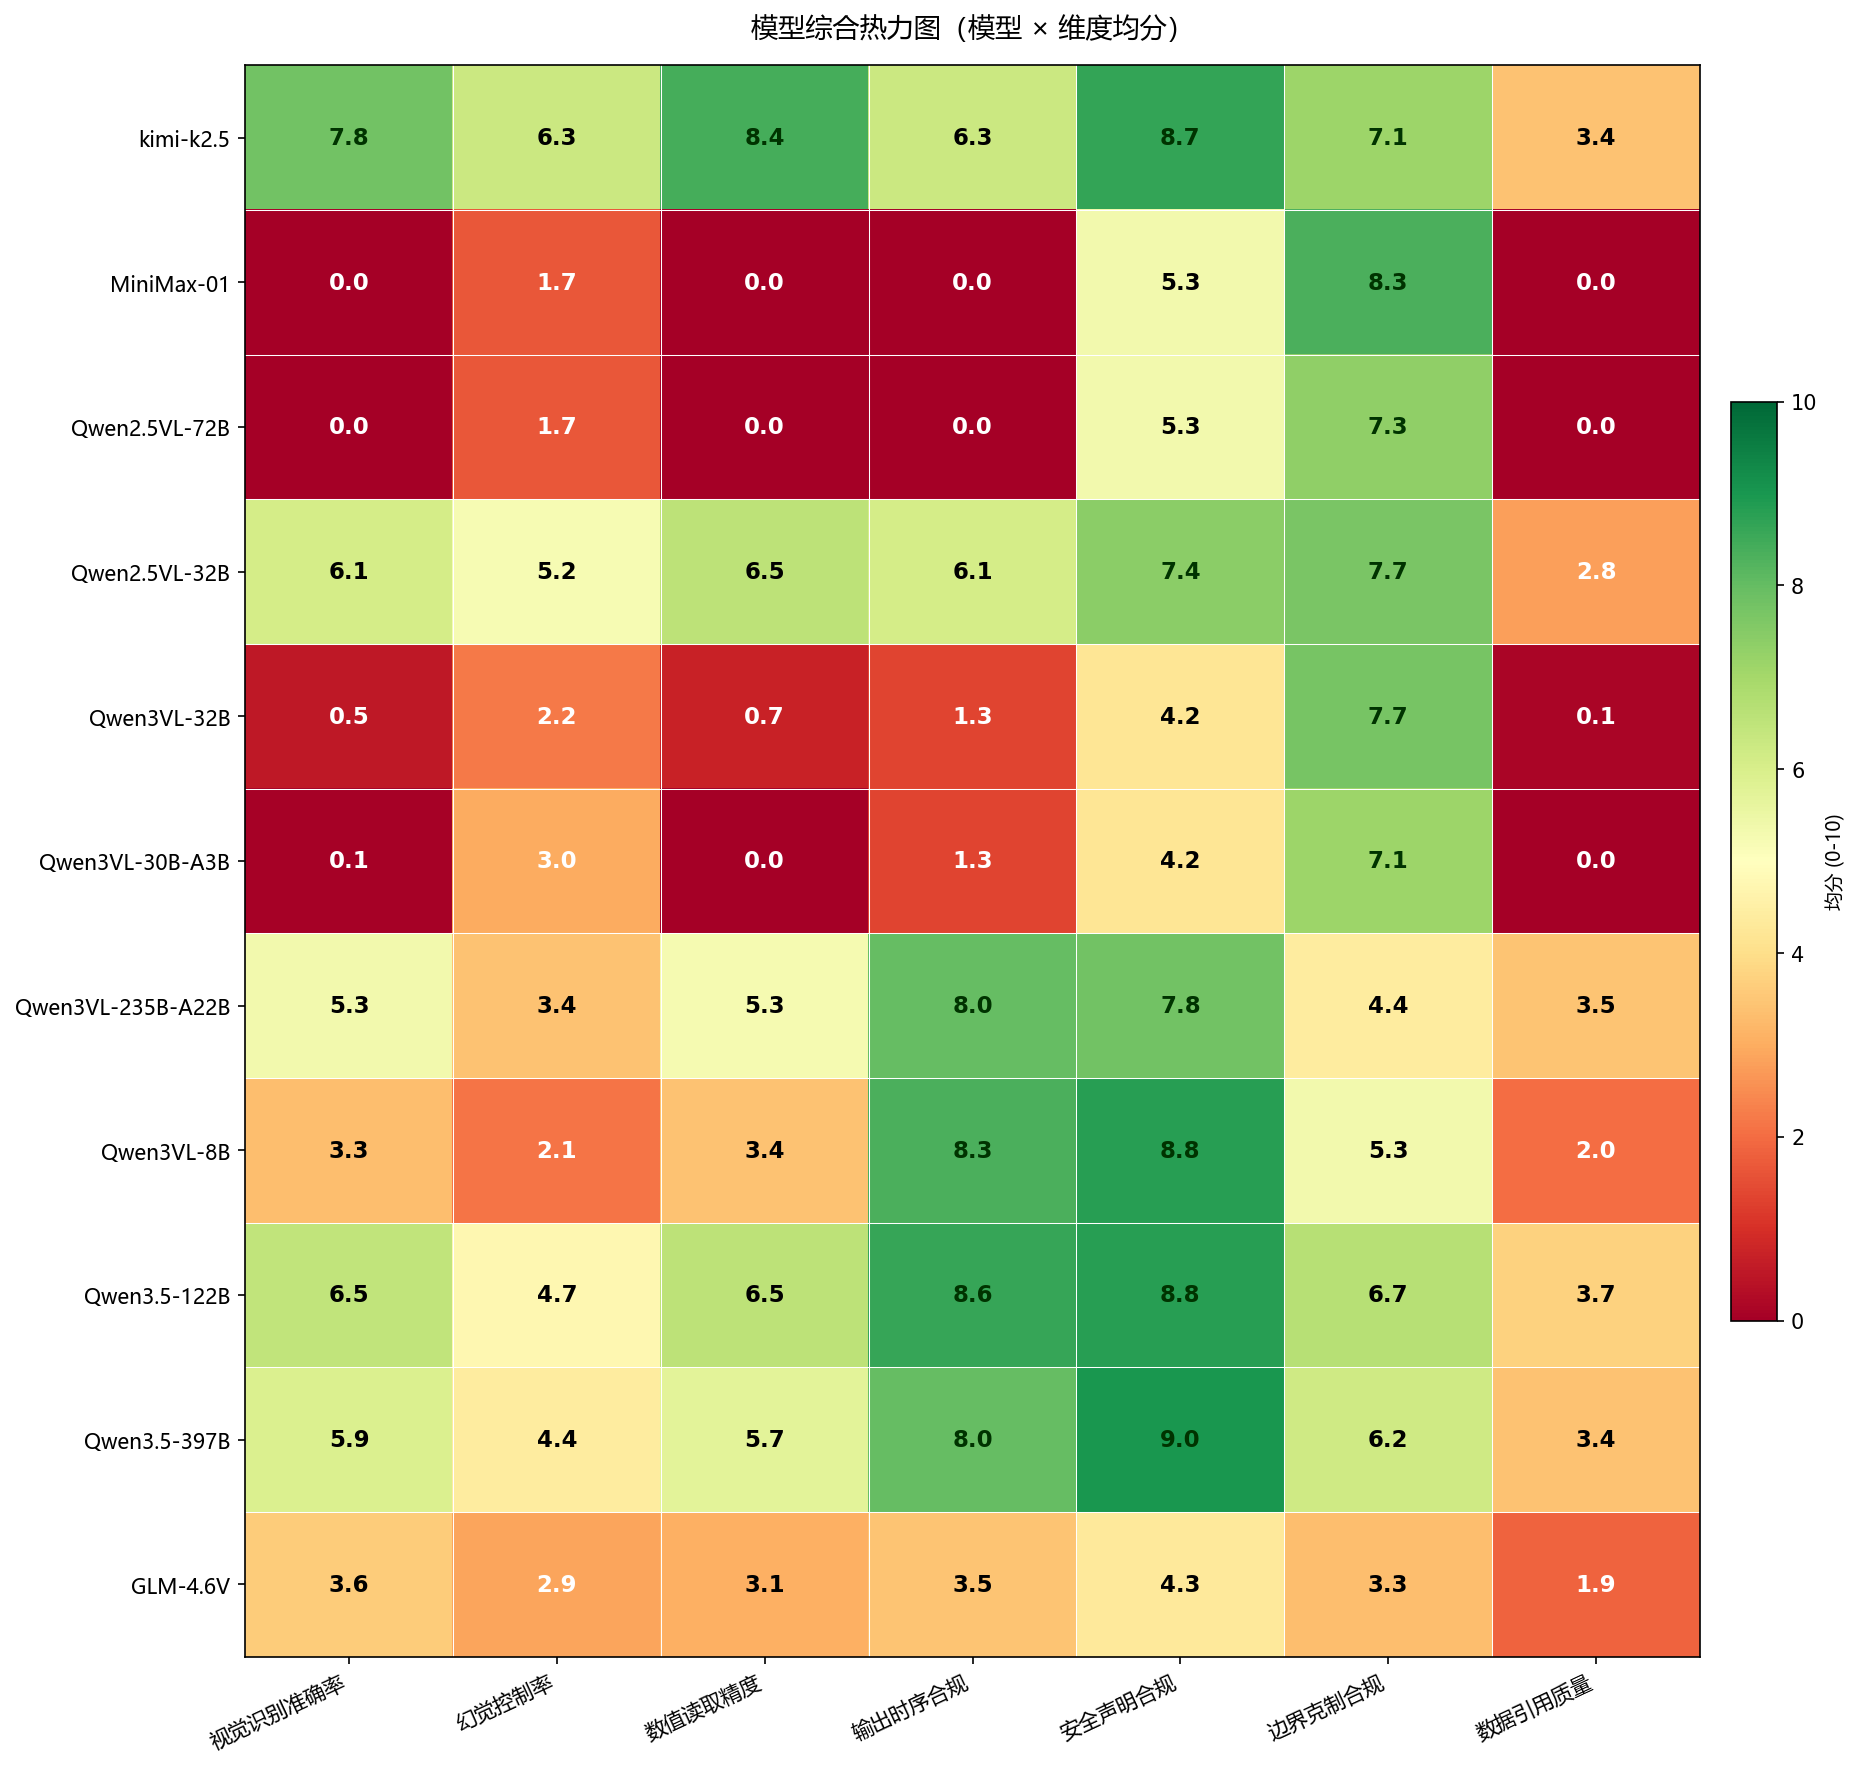 模型综合热力图（模型 × 维度均分）
kimi-k2.5 7.8 6.3 8.4 6.3 8.7 7.1 3.4
MiniMax-01 0.0 1.7 0.0 0.0 5.3 8.3 0.0
Qwen2.5VL-72B 0.0 1.7 0.0 0.0 5.3 7.3 0.0
Qwen2.5VL-32B 6.1 5.2 6.5 6.1 7.4 7.7 2.8
Qwen3VL-32B 0.5 2.2 0.7 1.3 4.2 7.7 0.1
Qwen3VL-30B-A3B 0.1 3.0 0.0 1.3 4.2 7.1 0.0
Qwen3VL-235B-A22B 5.3 3.4 5.3 8.0 7.8 4.4 3.5
Qwen3VL-8B 3.3 2.1 3.4 8.3 8.8 5.3 2.0
Qwen3.5-122B 6.5 4.7 6.5 8.6 8.8 6.7 3.7
Qwen3.5-397B 5.9 4.4 5.7 8.0 9.0 6.2 3.4
GLM-4.6V 3.6 2.9 3.1 3.5 4.3 3.3 1.9
视觉识别准确率 幻觉控制率 数值读取精度 输出时序合规 安全声明合规 边界克制合规 数据引用质量
10
8
6
4
2
0
均分 (0-10)